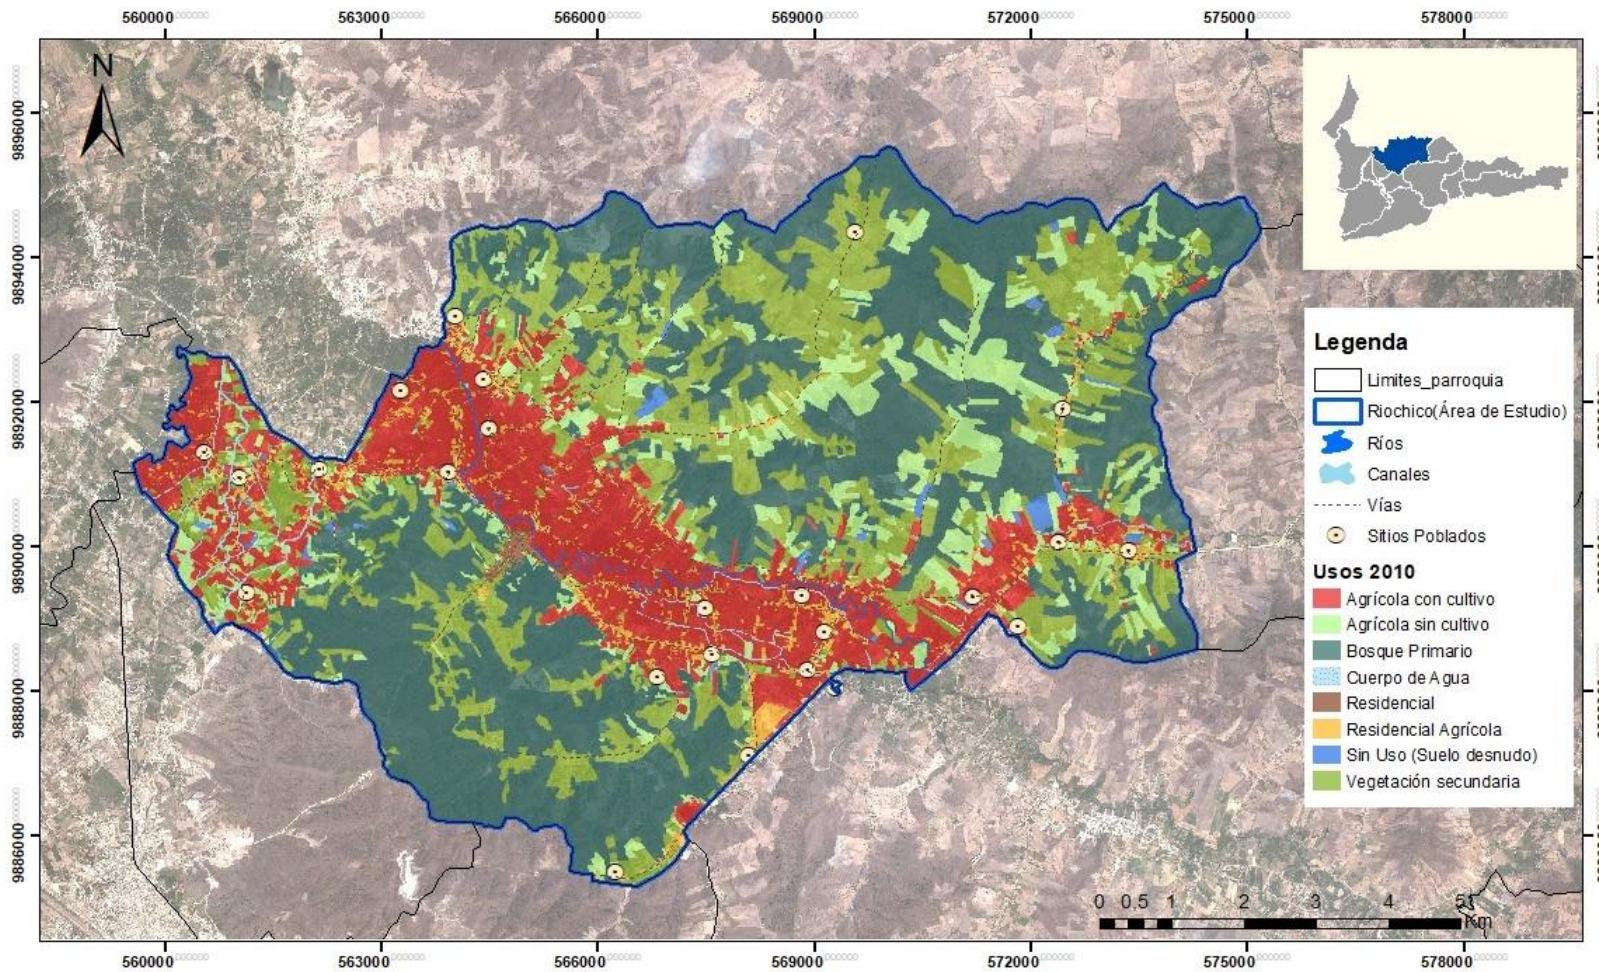 560000 563000 566000 569000 572000 575000 578000
N
9896000
9894000
9892000
9890000
9888000
9886000
Legenda
Limites_parroquia
Riochico(Área de Estudio)
Ríos
Canales
Vías
Sitios Poblados
Usos 2010
Agrícola con cultivo
Agrícola sin cultivo
Bosque Primario
Cuerpo de Agua
Residencial
Residencial Agrícola
Sin Uso (Suelo desnudo)
Vegetación secundaria
0 0.5 1 2 3 4 5
Km
560000 563000 566000 569000 572000 575000 578000